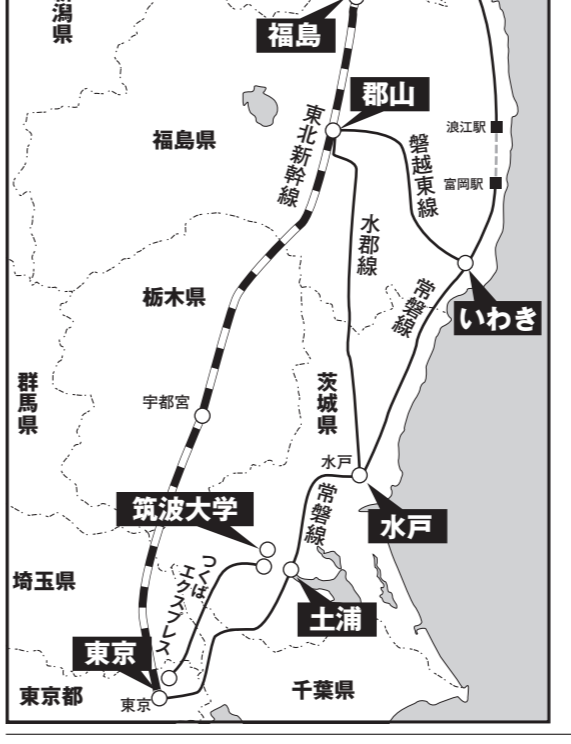 潟県
福島
郡山
浪江駅
福島県
東北新幹線
磐越東線
富岡駅
水郡線
いわき
常磐線
栃木県
群馬県
茨城県
宇都宮
水戸
水戸
筑波大学
常磐線
つくば
エクスプレス
埼玉県
土浦
東京
東京都
東京
千葉県